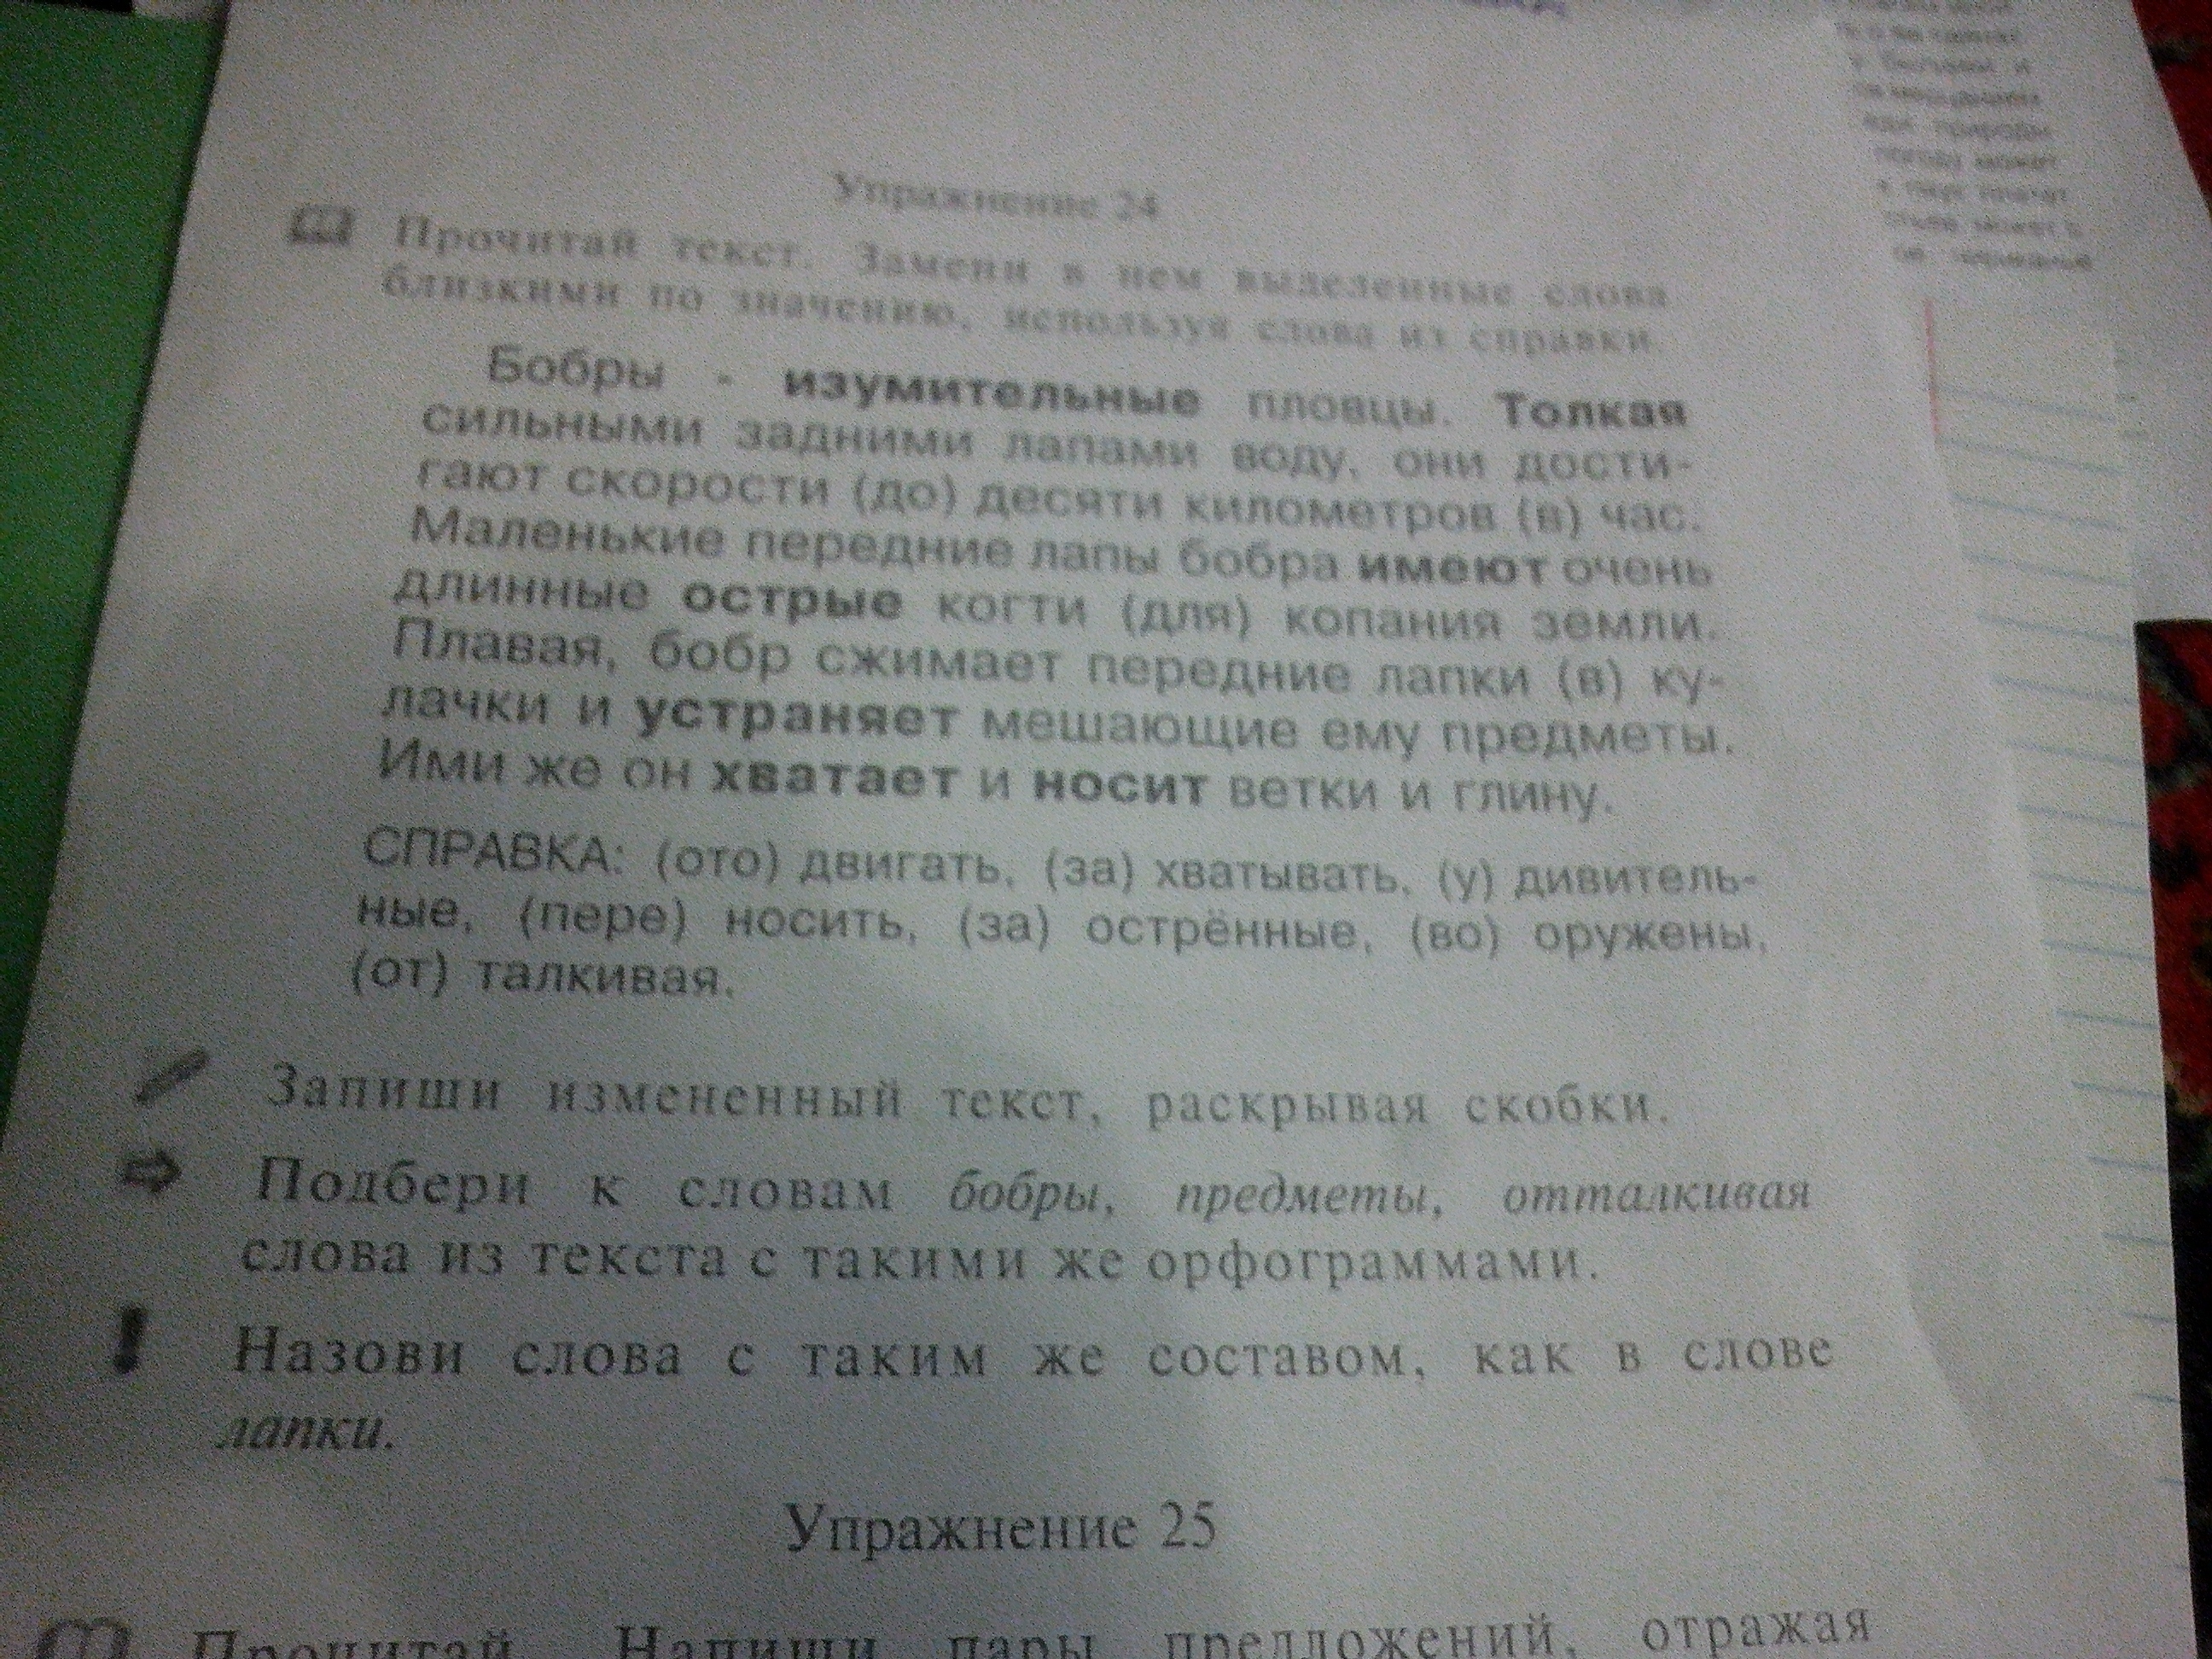 Упражнение 24
Прочитай текст. Замени в нем выделенные слова
близкими по значению, используя слова из справки.
Бобры - изумительные пловцы. Толкая
сильными задними лапами воду, они дости-
гают скорости (до) десяти километров (в) час.
Маленькие передние лапы бобра имеют очень
длинные острые когти (для) копания земли.
Плавая, бобр сжимает передние лапки (в) ку-
лачки и устраняет мешающие ему предметы.
Ими же он хватает и носит ветки и глину.
СПРАВКА: (ото) двигать, (за) хватывать, (у) дивитель-
ные, (пере) носить, (за) острённые, (во) оружены,
(от) талкивая.
Запиши измененный текст, раскрывая скобки.
Подбери к словам бобры, предметы, отталкивая
слова из текста с такими же орфограммами.
Назови слова с таким же составом, как в слове
лапки.
Упражнение 25
Прочитай. Напиши пары предложений, отражая